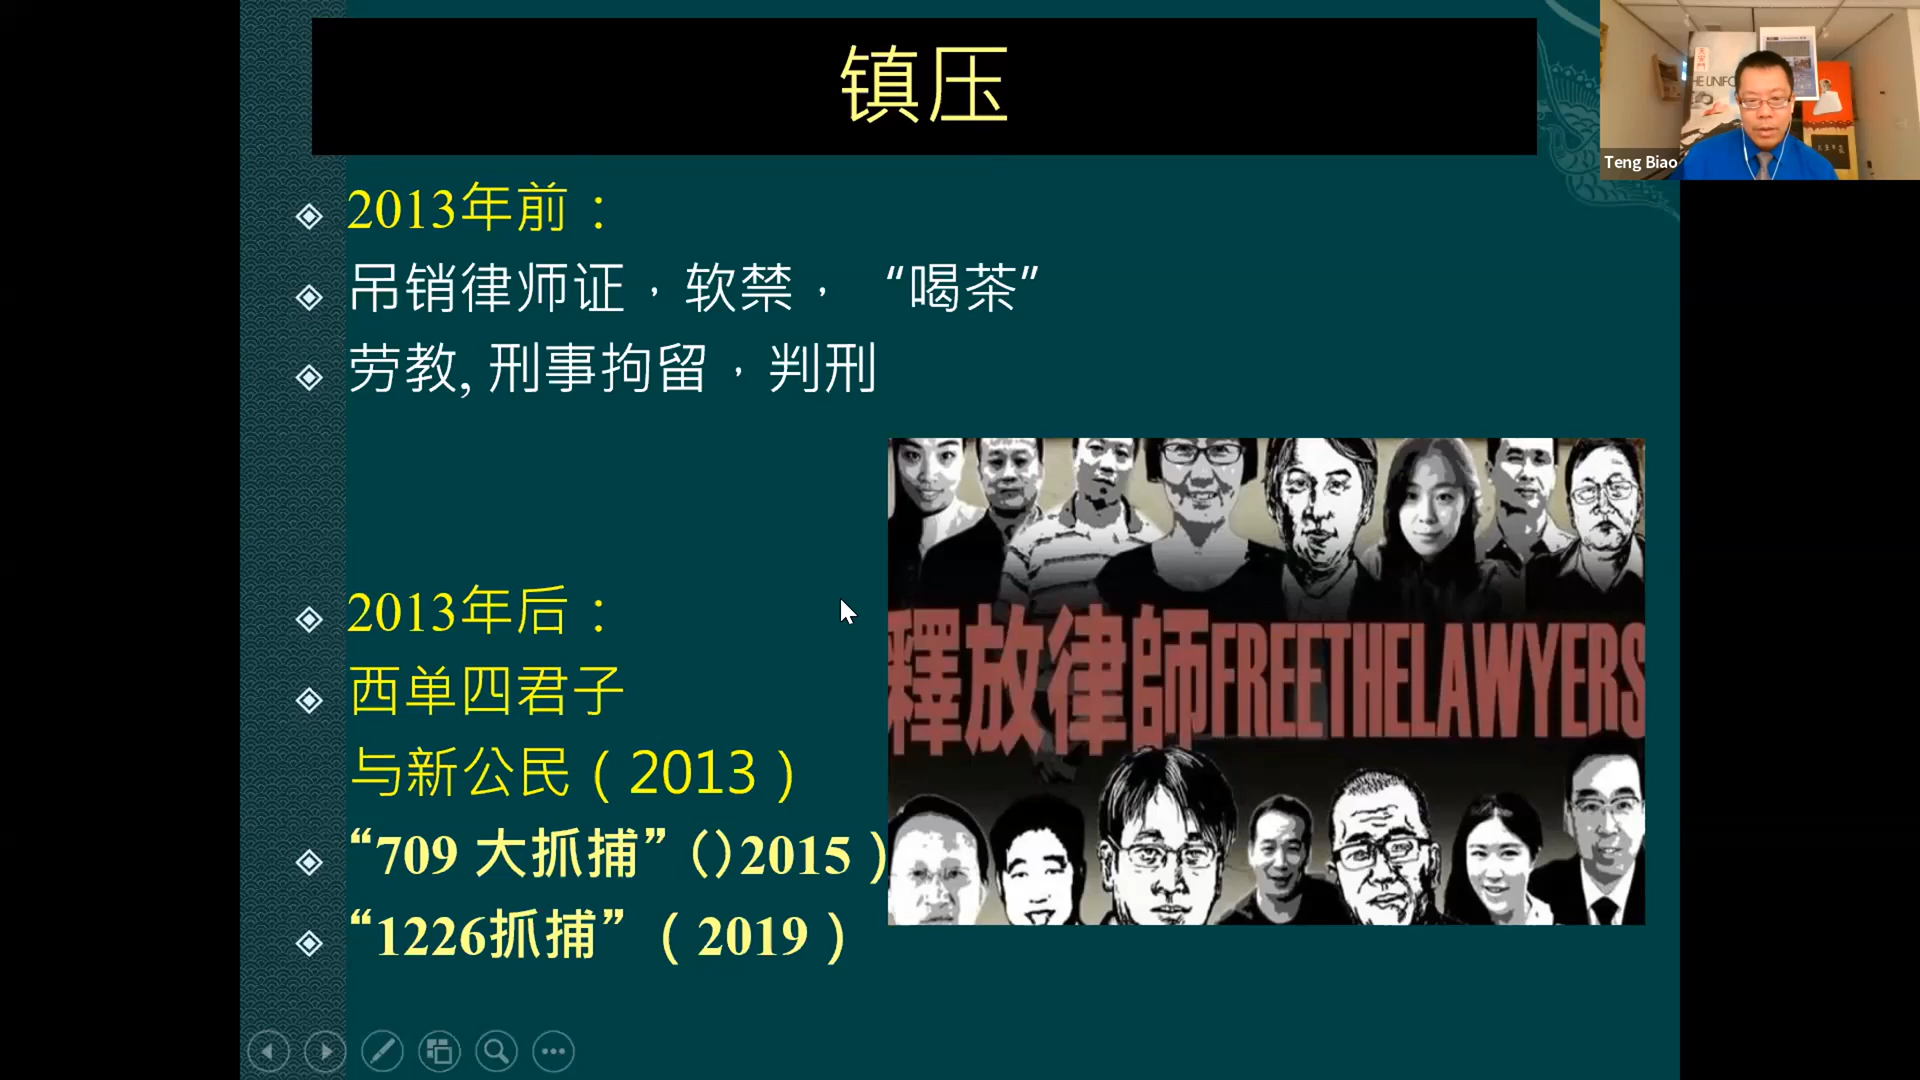 镇压
2013年前：
吊销律师证，软禁，“喝茶”
劳教, 刑事拘留，判刑
2013年后：
西单四君子
与新公民（2013）
“709 大抓捕”（）2015）
“1226抓捕”（2019）
釋放律師FREETHELAWYERS
Teng Biao